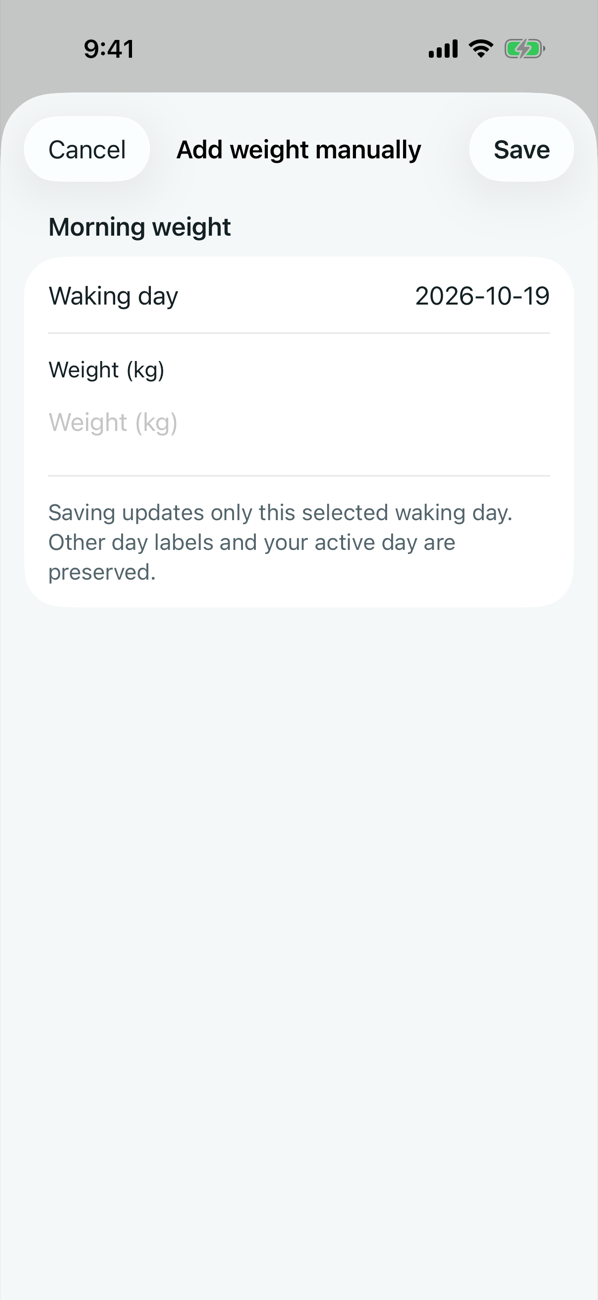 9:41
Cancel
Add weight manually
Save
Morning weight
Waking day
2026-10-19
Weight (kg)
Weight (kg)
Saving updates only this selected waking day.
Other day labels and your active day are
preserved.